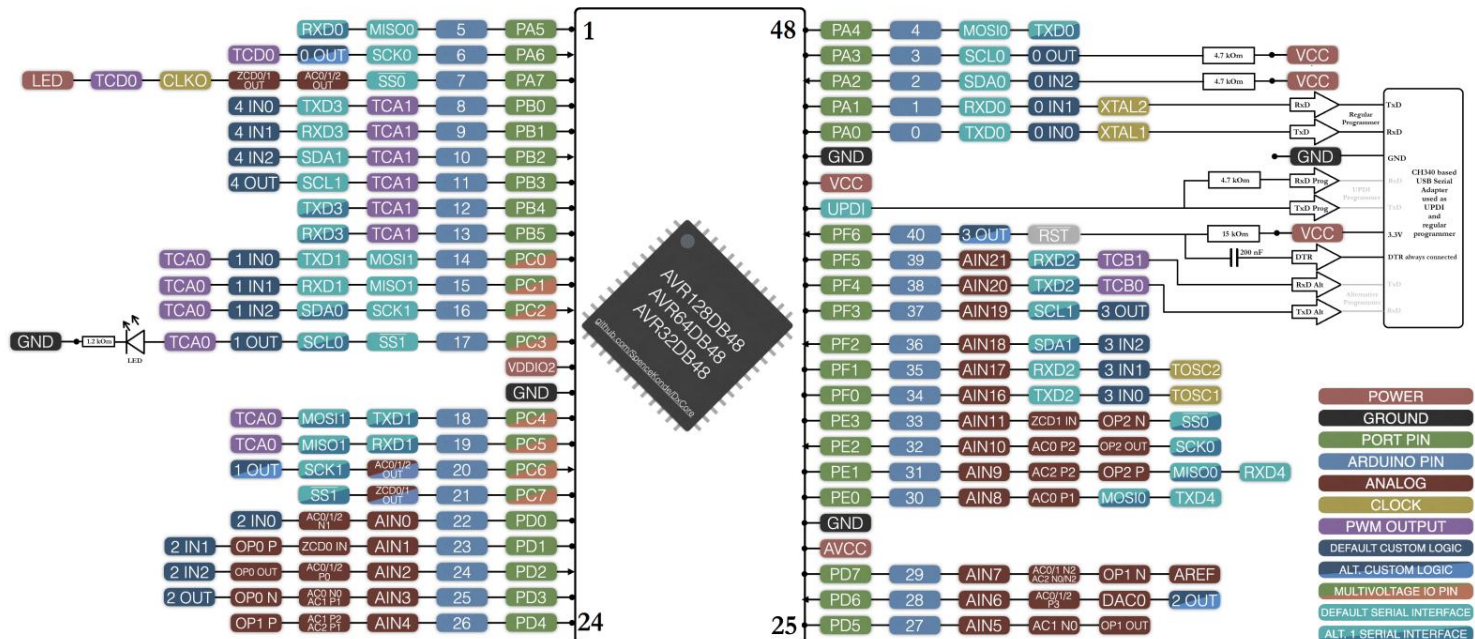 RXD0 MISO0 5 PA5 1
TCD0 0 OUT SCK0 6 PA6
LED TCD0 CLKO ZCD0/1 OUT AC0/1/2 OUT SS0 7 PA7
4 IN0 TXD3 TCA1 8 PB0
4 IN1 RXD3 TCA1 9 PB1
4 IN2 SDA1 TCA1 10 PB2
4 OUT SCL1 TCA1 11 PB3
TXD3 TCA1 12 PB4
RXD3 TCA1 13 PB5
TCA0 1 IN0 TXD1 MOSI1 14 PC0
TCA0 1 IN1 RXD1 MISO1 15 PC1
TCA0 1 IN2 SDA0 SCK1 16 PC2
GND 1.2 kOm LED TCA0 1 OUT SCL0 SS1 17 PC3
VDDIO2
GND
TCA0 MOSI1 TXD1 18 PC4
TCA0 MISO1 RXD1 19 PC5
1 OUT SCK1 AC0/1/2 OUT 20 PC6
SS1 ZCD0/1 OUT 21 PC7
2 IN0 AC0/1/2 N1 AIN0 22 PD0
2 IN1 OP0 P ZCD0 IN AIN1 23 PD1
2 IN2 OP0 OUT AC0/1/2 P0 AIN2 24 PD2
2 OUT OP0 N AC0 N0 AC1 P1 AIN3 25 PD3
OP1 P AC1 P2 AC2 P1 AIN4 26 PD4 24
AVR128DB48
AVR64DB48
AVR32DB48
github.com/SpenceKonde/DxCore
48 PA4 4 MOSI0 TXD0
PA3 3 SCL0 0 OUT 4.7 kOm VCC
PA2 2 SDA0 0 IN2 4.7 kOm VCC
PA1 1 RXD0 0 IN1 XTAL2 RxD TxD
Regular
Programmer
PA0 0 TXD0 0 IN0 XTAL1 TxD RxD
GND GND GND
VCC 4.7 kOm RxD Prog RxD
UPDI
Programmer
UPDI TxD Prog TxD
CH340 based
USB Serial
Adapter
used as
UPDI
and
regular
programmer
PF6 40 3 OUT RST 15 kOm VCC 3.3V
PF5 39 AIN21 RXD2 TCB1 200 nF DTR DTR always connected
PF4 38 AIN20 TXD2 TCB0 RxD Alt TxD
Alternative
Programmer
PF3 37 AIN19 SCL1 3 OUT TxD Alt RxD
PF2 36 AIN18 SDA1 3 IN2
PF1 35 AIN17 RXD2 3 IN1 TOSC2
PF0 34 AIN16 TXD2 3 IN0 TOSC1
PE3 33 AIN11 ZCD1 IN OP2 N SS0
PE2 32 AIN10 AC0 P2 OP2 OUT SCK0
PE1 31 AIN9 AC2 P2 OP2 P MISO0 RXD4
PE0 30 AIN8 AC0 P1 MOSI0 TXD4
GND
AVCC
PD7 29 AIN7 AC0/1 N2 AC2 N0/N2 OP1 N AREF
PD6 28 AIN6 AC0/1/2 P3 DAC0 2 OUT
25 PD5 27 AIN5 AC1 N0 OP1 OUT
POWER
GROUND
PORT PIN
ARDUINO PIN
ANALOG
CLOCK
PWM OUTPUT
DEFAULT CUSTOM LOGIC
ALT. CUSTOM LOGIC
MULTIVOLTAGE IO PIN
DEFAULT SERIAL INTERFACE
ALT. 1 SERIAL INTERFACE